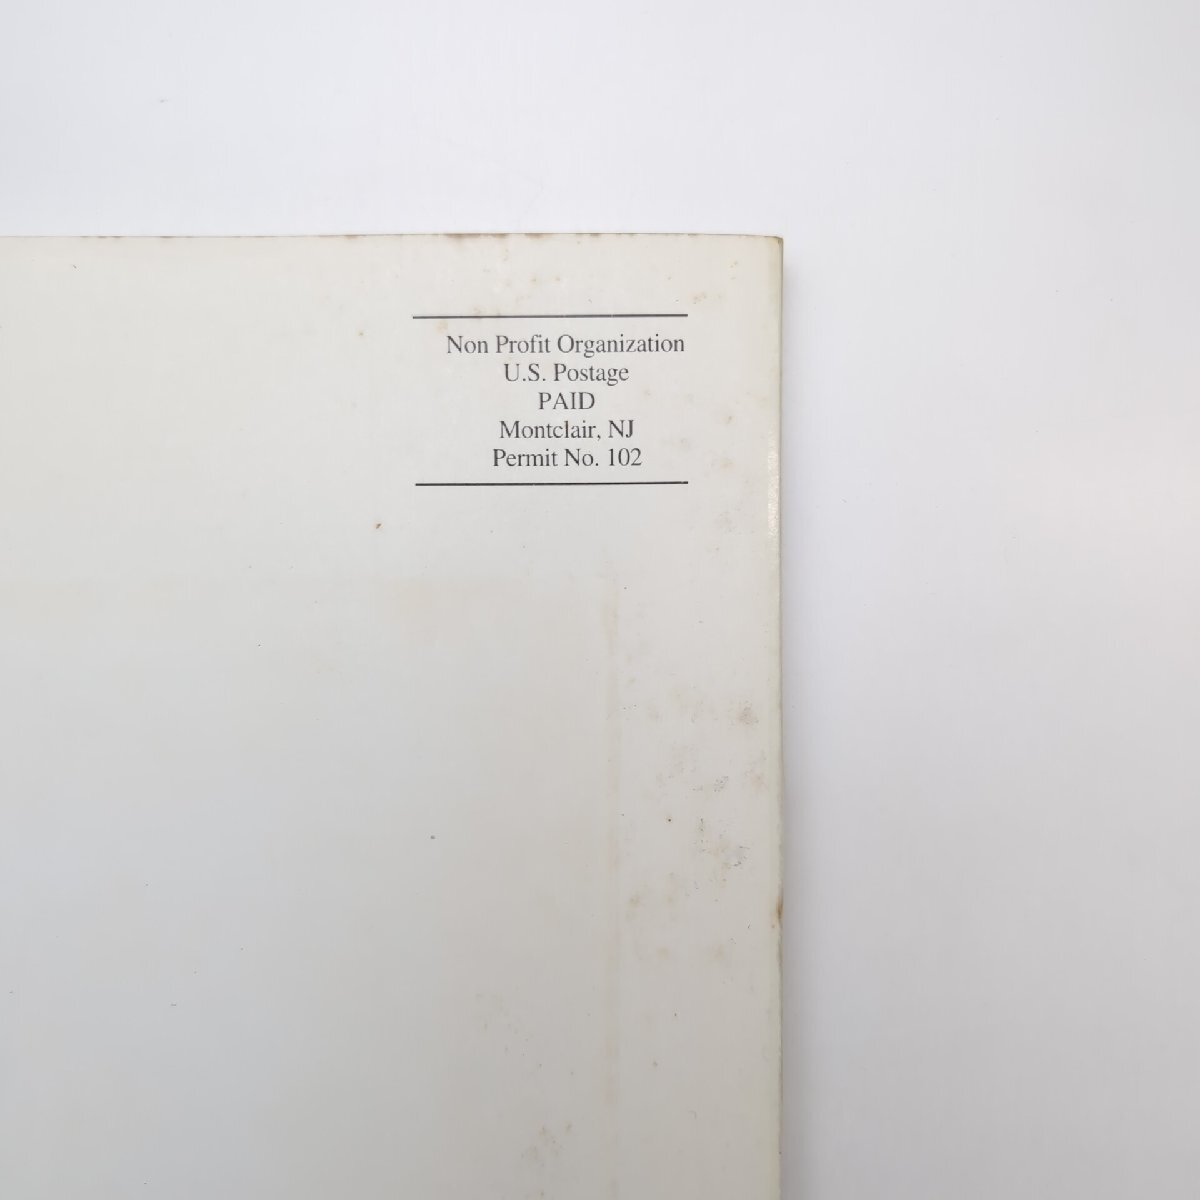 Non Profit Organization
U.S. Postage
PAID
Montclair, NJ
Permit No. 102